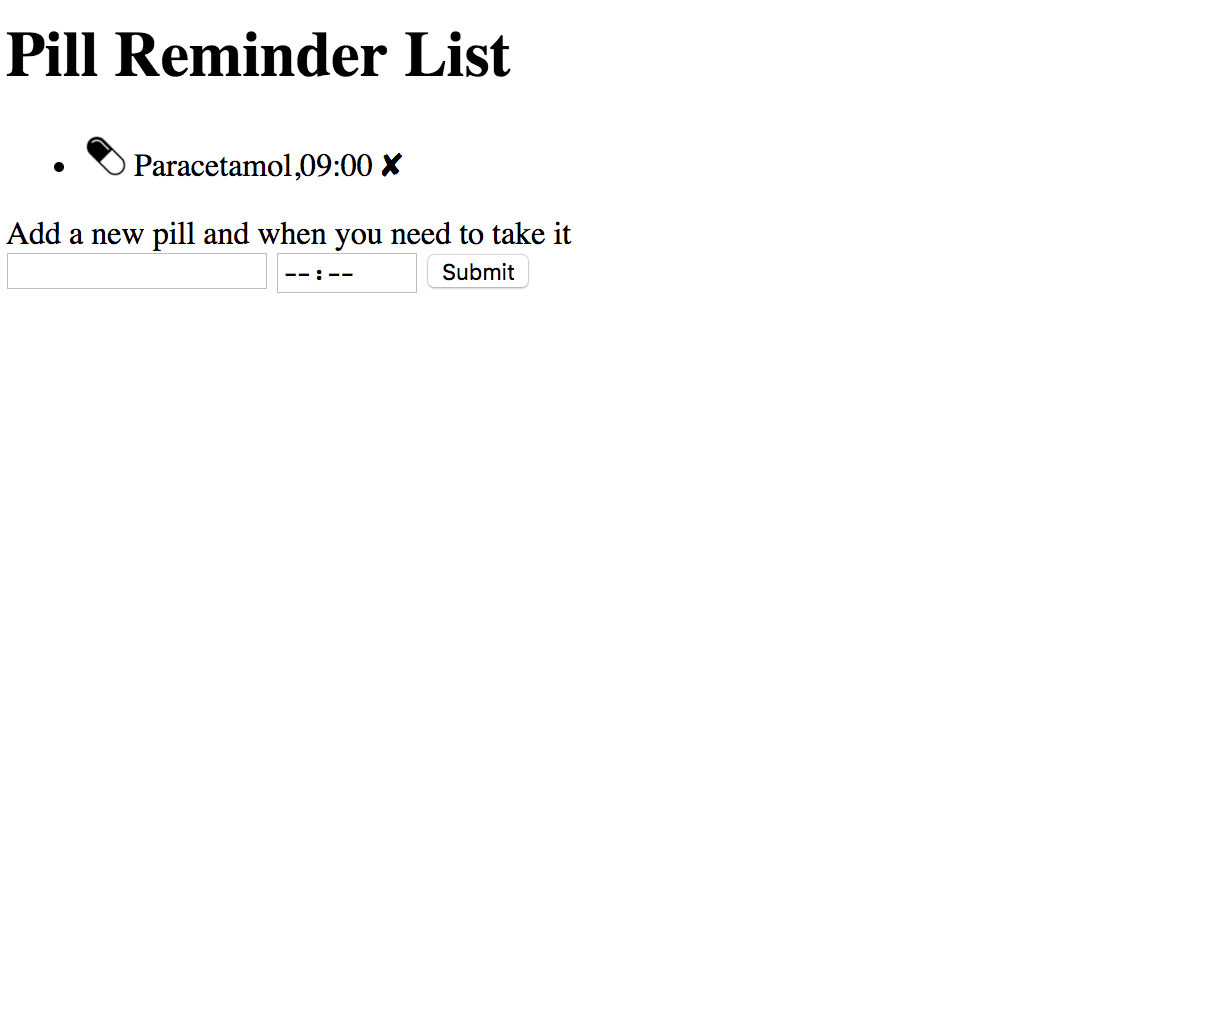 Pill Reminder List
Paracetamol,09:00 ✘
Add a new pill and when you need to take it
--:-- Submit